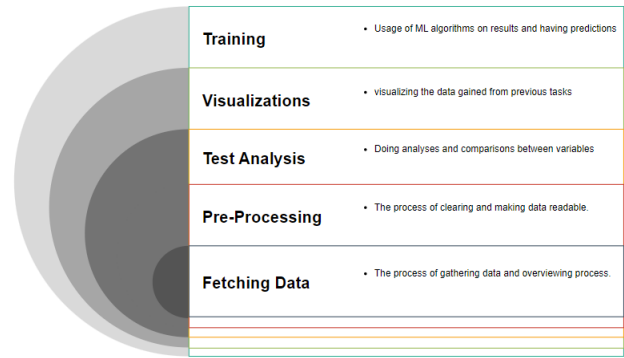 Training
• Usage of ML algorithms on results and having predictions
Visualizations
• visualizing the data gained from previous tasks
Test Analysis
• Doing analyses and comparisons between variables
Pre-Processing
• The process of clearing and making data readable.
Fetching Data
• The process of gathering data and overviewing process.